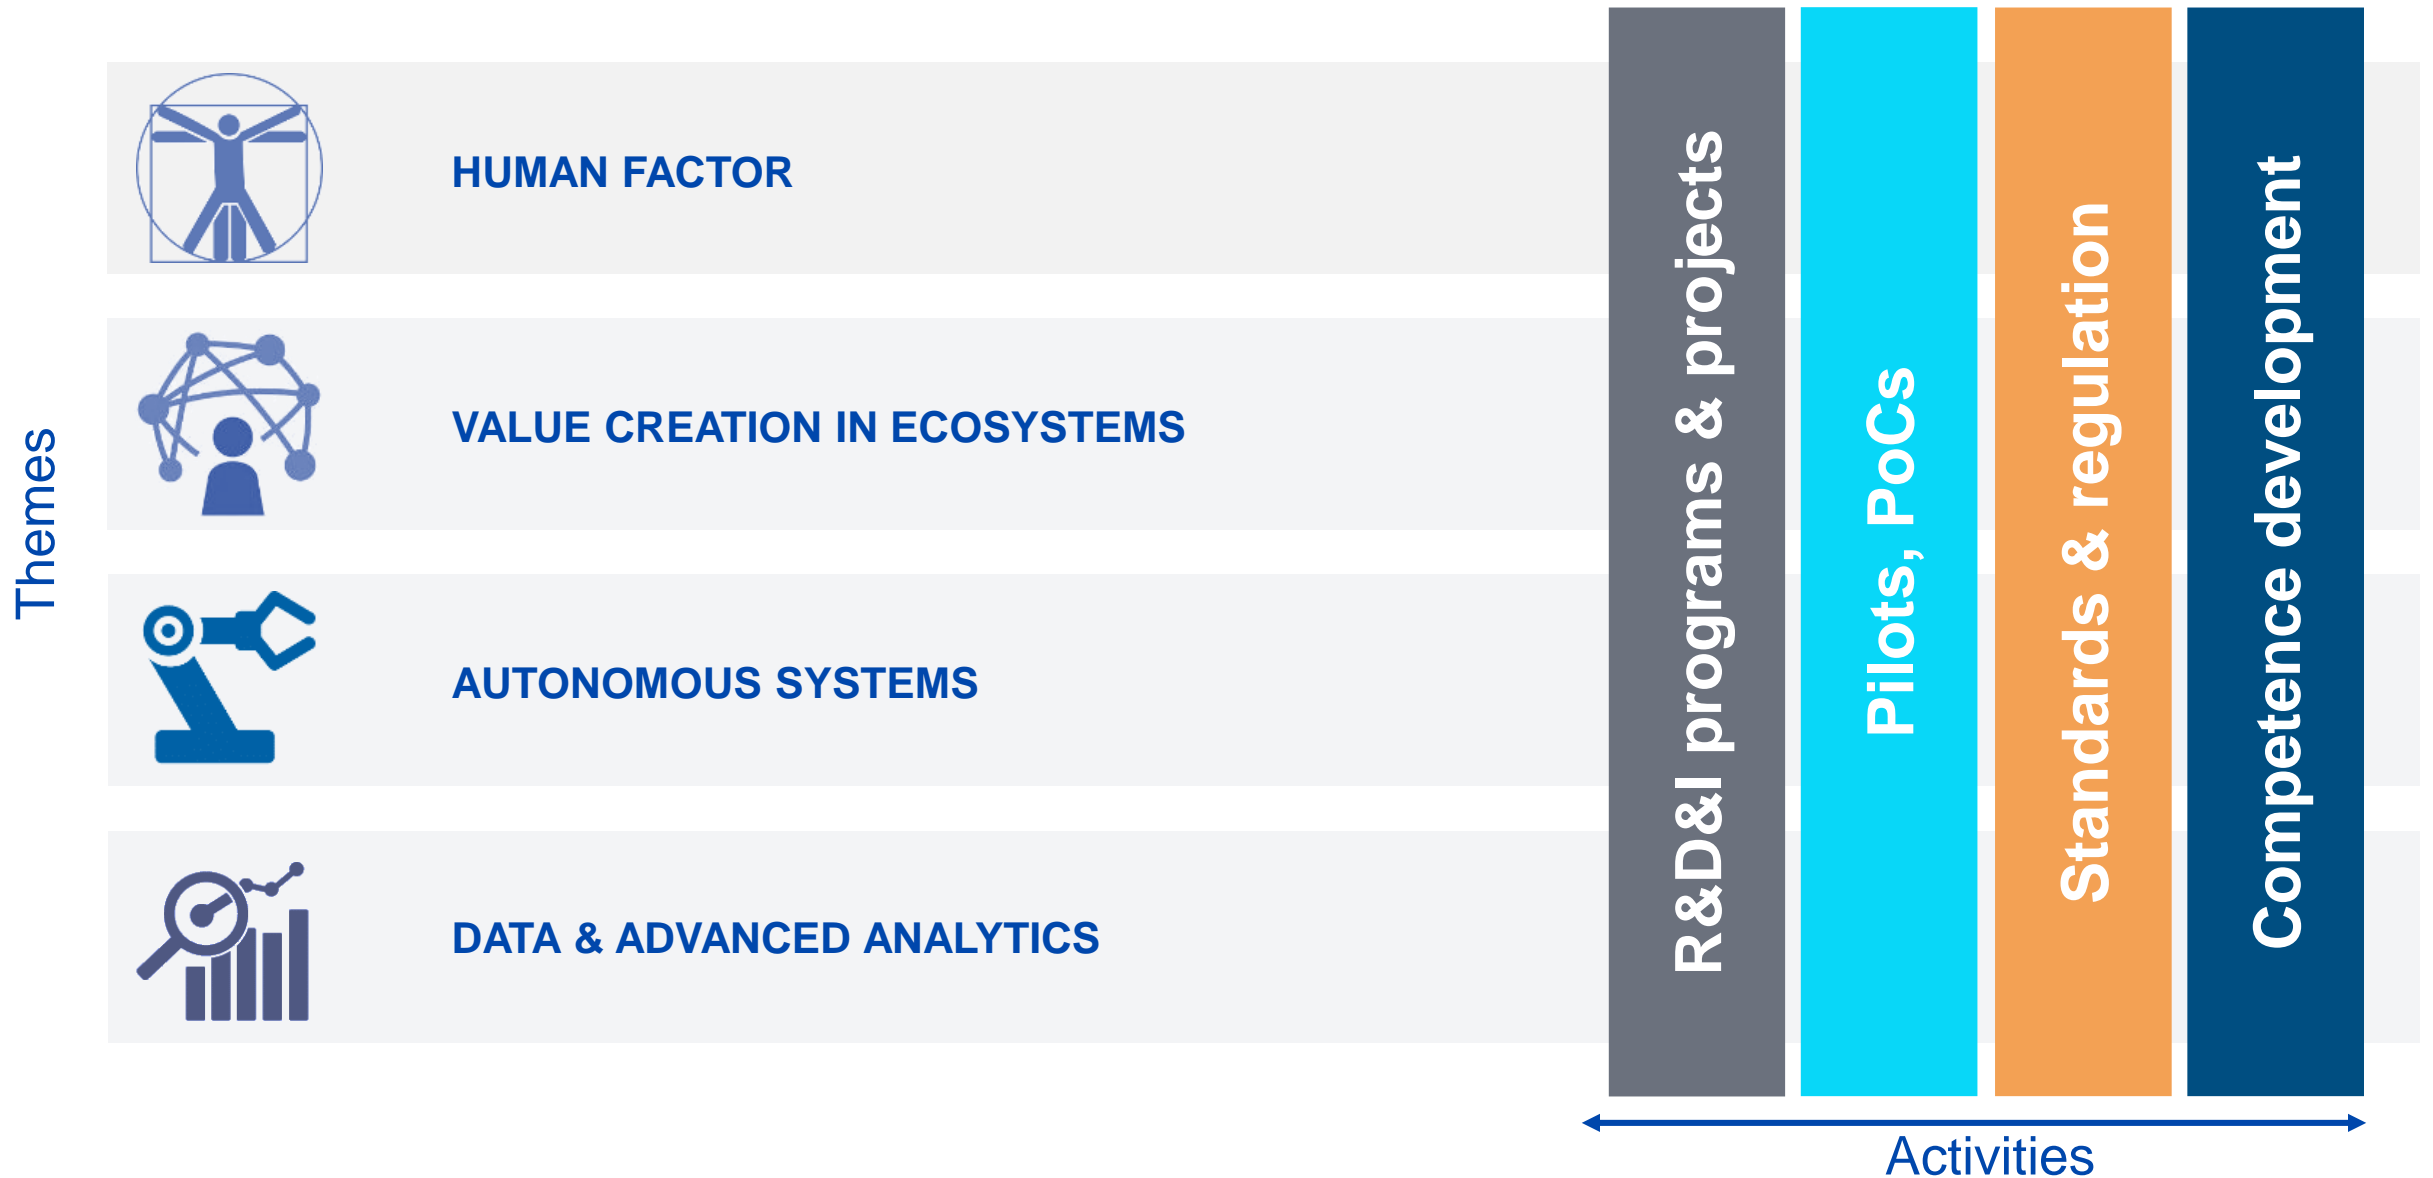 Themes
HUMAN FACTOR
VALUE CREATION IN ECOSYSTEMS
AUTONOMOUS SYSTEMS
DATA & ADVANCED ANALYTICS
R&D&I programs & projects
Pilots, PoCs
Standards & regulation
Competence development
Activities